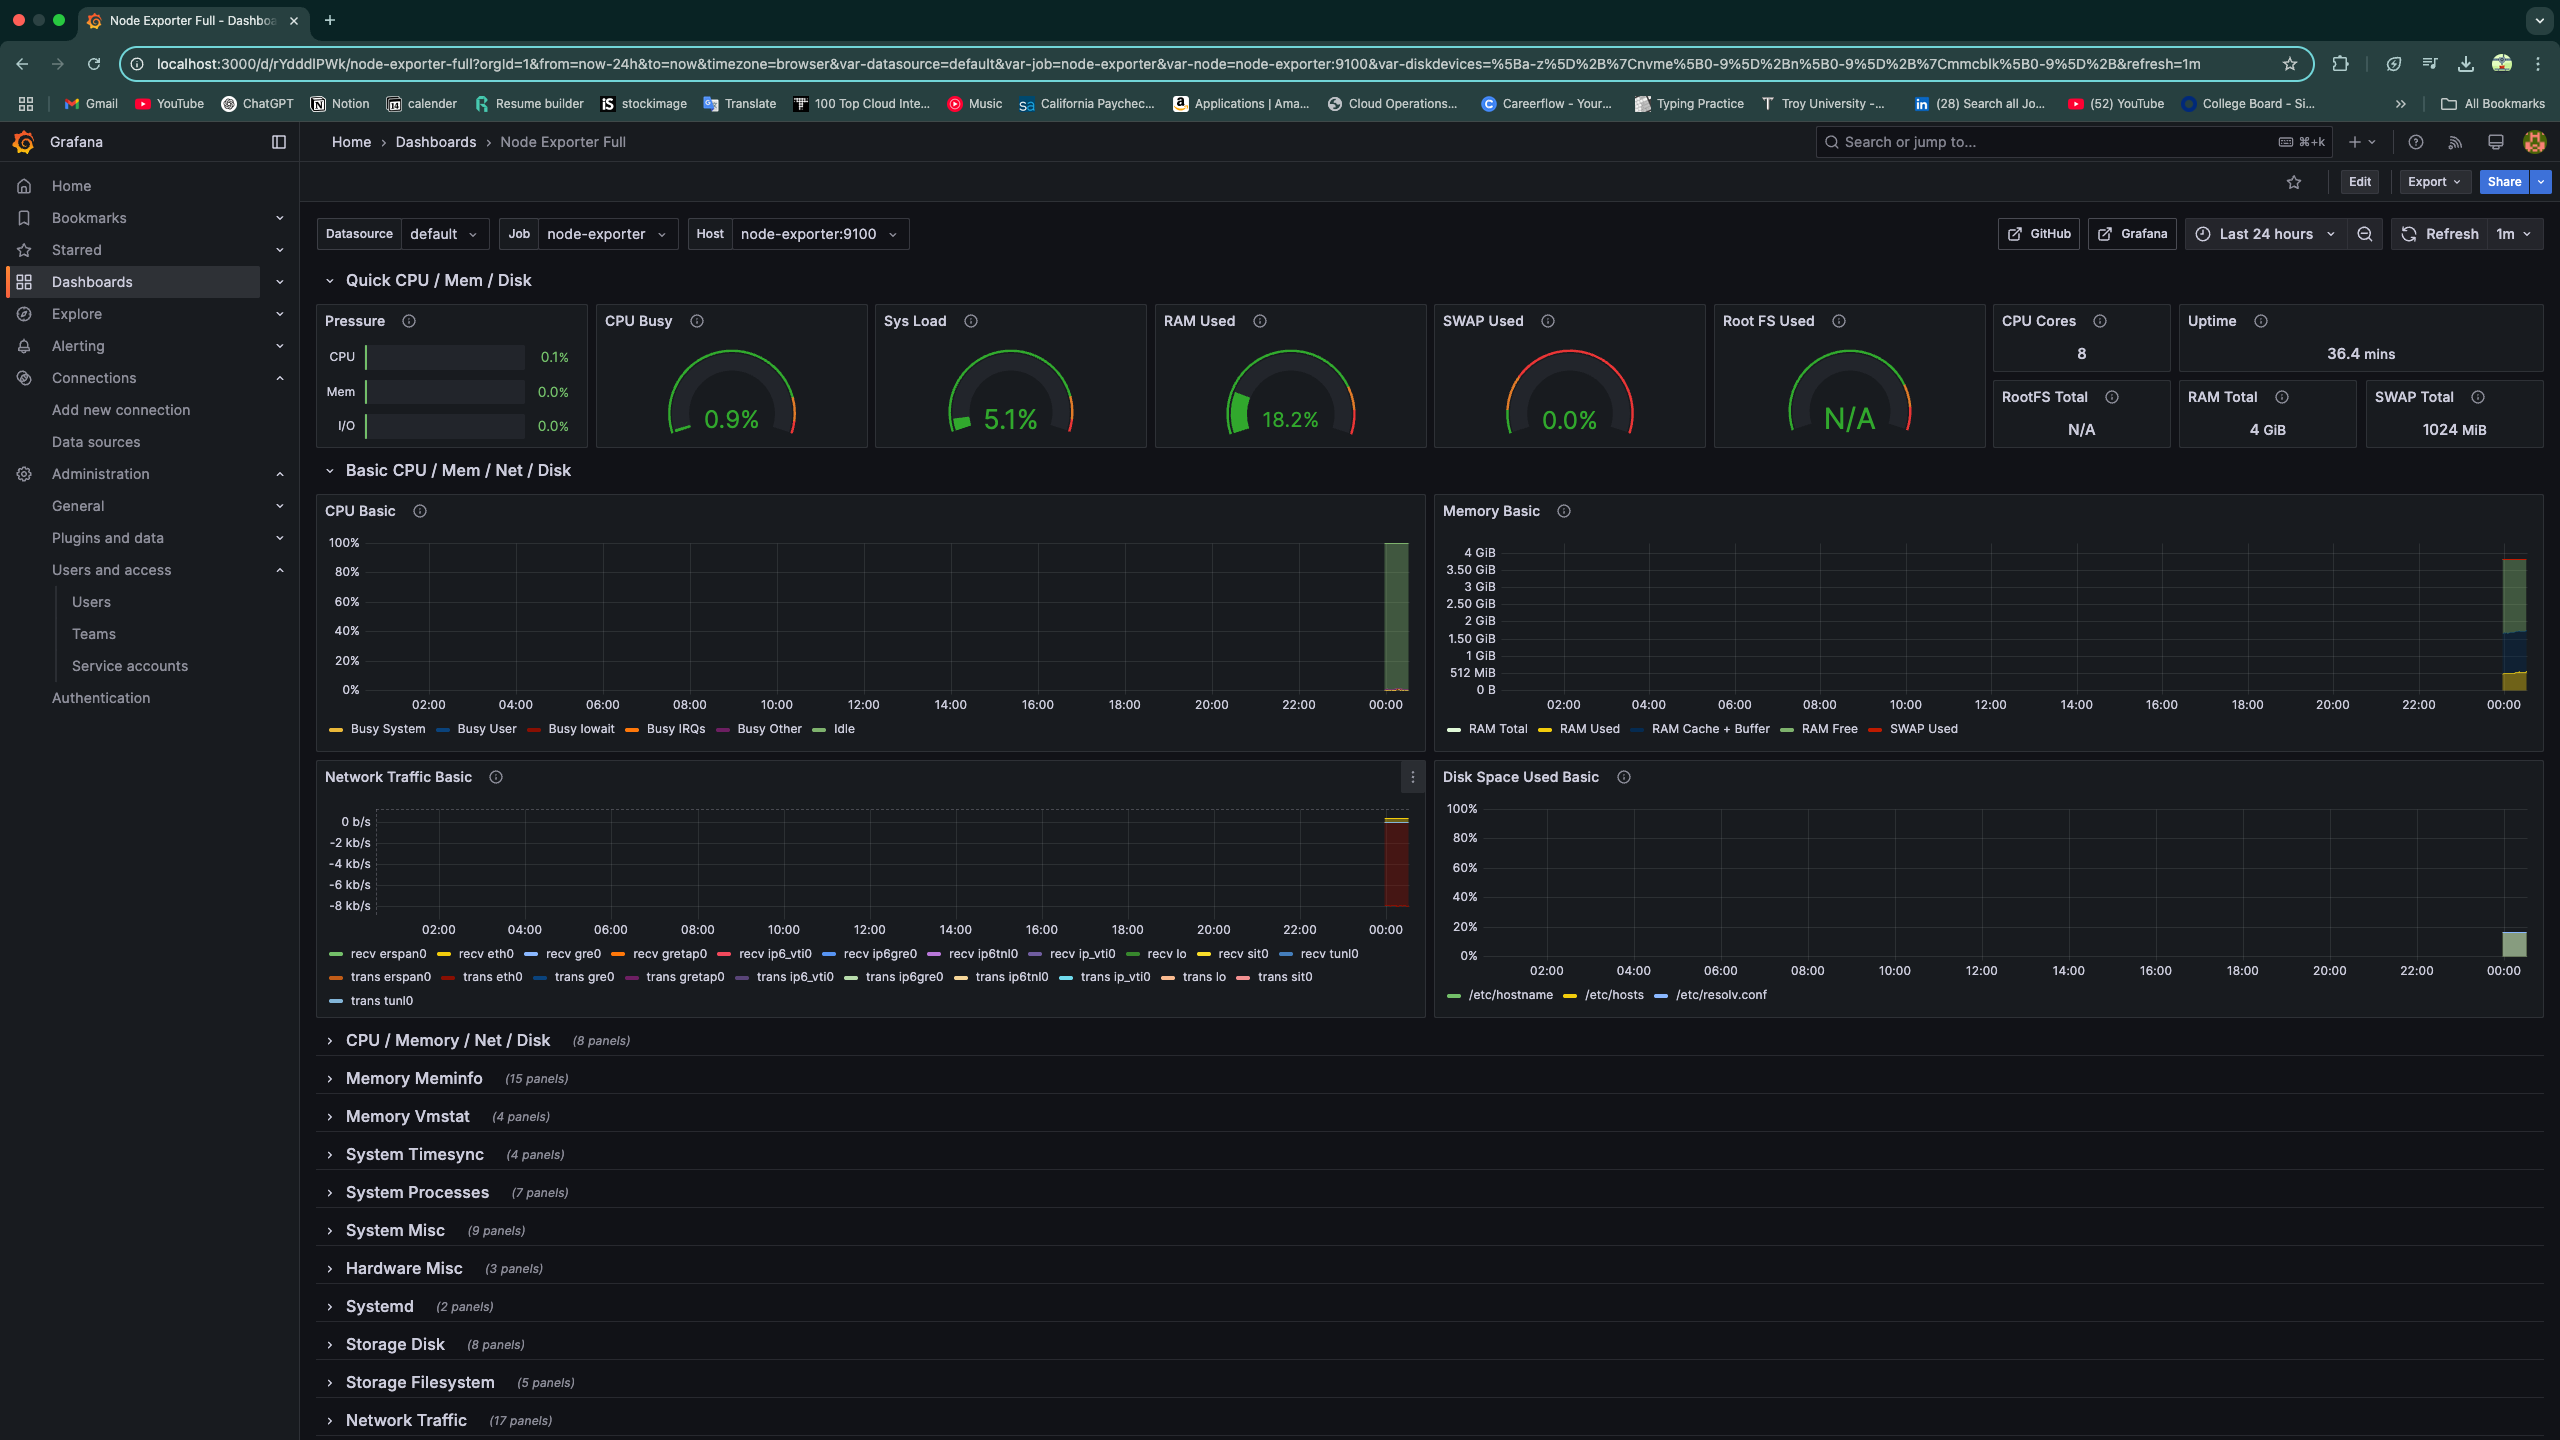 Node Exporter Full - Dashboa
localhost:3000/d/rYdddlPWk/node-exporter-full?orgId=1&from=now-24h&to=now&timezone=browser&var-datasource=default&var-job=node-exporter&var-node=node-exporter:9100&var-diskdevices=%5Ba-z%5D%2B%7Cnvme%5B0-9%5D%2Bn%5B0-9%5D%2B%7Cmmcblk%5B0-9%5D%2B&refresh=1m
Gmail YouTube ChatGPT Notion calender Resume builder stockimage Translate 100 Top Cloud Inte... Music California Paychec... Applications | Ama... Cloud Operations... Careerflow - Your... Typing Practice Troy University -... (28) Search all Jo... (52) YouTube College Board - Si... All Bookmarks
Grafana
Home › Dashboards › Node Exporter Full
Search or jump to... ⌘+k
Edit Export Share
Home
Bookmarks
Starred
Dashboards
Explore
Alerting
Connections
Add new connection
Data sources
Administration
General
Plugins and data
Users and access
Users
Teams
Service accounts
Authentication
Datasource default Job node-exporter Host node-exporter:9100
GitHub Grafana Last 24 hours Refresh 1m
Quick CPU / Mem / Disk
Pressure
CPU 0.1%
Mem 0.0%
I/O 0.0%
CPU Busy
0.9%
Sys Load
5.1%
RAM Used
18.2%
SWAP Used
0.0%
Root FS Used
N/A
CPU Cores
8
Uptime
36.4 mins
RootFS Total
N/A
RAM Total
4 GiB
SWAP Total
1024 MiB
Basic CPU / Mem / Net / Disk
CPU Basic
100%
80%
60%
40%
20%
0%
02:00 04:00 06:00 08:00 10:00 12:00 14:00 16:00 18:00 20:00 22:00 00:00
Busy System Busy User Busy Iowait Busy IRQs Busy Other Idle
Memory Basic
4 GiB
3.50 GiB
3 GiB
2.50 GiB
2 GiB
1.50 GiB
1 GiB
512 MiB
0 B
02:00 04:00 06:00 08:00 10:00 12:00 14:00 16:00 18:00 20:00 22:00 00:00
RAM Total RAM Used RAM Cache + Buffer RAM Free SWAP Used
Network Traffic Basic
0 b/s
-2 kb/s
-4 kb/s
-6 kb/s
-8 kb/s
02:00 04:00 06:00 08:00 10:00 12:00 14:00 16:00 18:00 20:00 22:00 00:00
recv erspan0 recv eth0 recv gre0 recv gretap0 recv ip6_vti0 recv ip6gre0 recv ip6tnl0 recv ip_vti0 recv lo recv sit0 recv tunl0
trans erspan0 trans eth0 trans gre0 trans gretap0 trans ip6_vti0 trans ip6gre0 trans ip6tnl0 trans ip_vti0 trans lo trans sit0
trans tunl0
Disk Space Used Basic
100%
80%
60%
40%
20%
0%
02:00 04:00 06:00 08:00 10:00 12:00 14:00 16:00 18:00 20:00 22:00 00:00
/etc/hostname /etc/hosts /etc/resolv.conf
CPU / Memory / Net / Disk (8 panels)
Memory Meminfo (15 panels)
Memory Vmstat (4 panels)
System Timesync (4 panels)
System Processes (7 panels)
System Misc (9 panels)
Hardware Misc (3 panels)
Systemd (2 panels)
Storage Disk (8 panels)
Storage Filesystem (5 panels)
Network Traffic (17 panels)